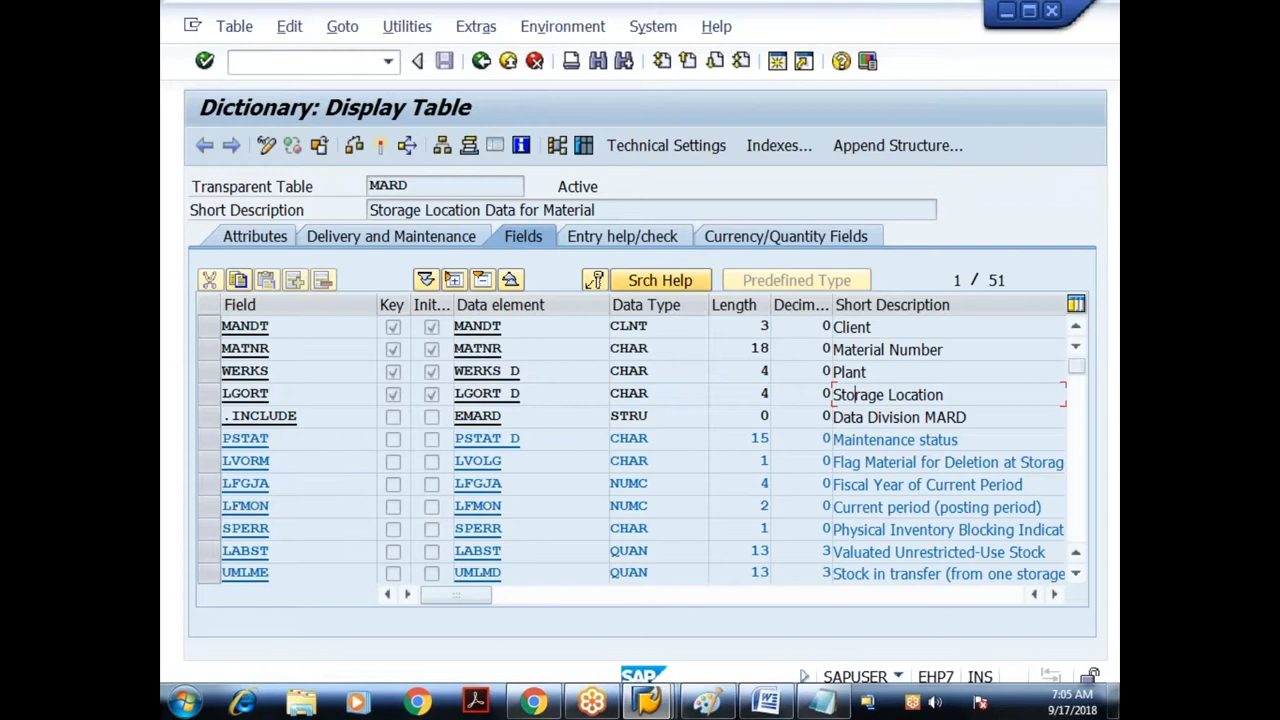 Table Edit Goto Utilities Extras Environment System Help
Dictionary: Display Table
Technical Settings Indexes... Append Structure...
Transparent Table MARD Active
Short Description Storage Location Data for Material
Attributes Delivery and Maintenance Fields Entry help/check Currency/Quantity Fields
Srch Help Predefined Type 1 / 51
Field Key Init... Data element Data Type Length Decim... Short Description
MANDT MANDT CLNT 3 0 Client
MATNR MATNR CHAR 18 0 Material Number
WERKS WERKS_D CHAR 4 0 Plant
LGORT LGORT_D CHAR 4 0 Storage Location
.INCLUDE EMARD STRU 0 0 Data Division MARD
PSTAT PSTAT_D CHAR 15 0 Maintenance status
LVORM LVOLG CHAR 1 0 Flag Material for Deletion at Storag
LFGJA LFGJA NUMC 4 0 Fiscal Year of Current Period
LFMON LFMON NUMC 2 0 Current period (posting period)
SPERR SPERR CHAR 1 0 Physical Inventory Blocking Indicat
LABST LABST QUAN 13 3 Valuated Unrestricted-Use Stock
UMLME UMLMD QUAN 13 3 Stock in transfer (from one storage
SAP SAPUSER EHP7 INS
7:05 AM
9/17/2018